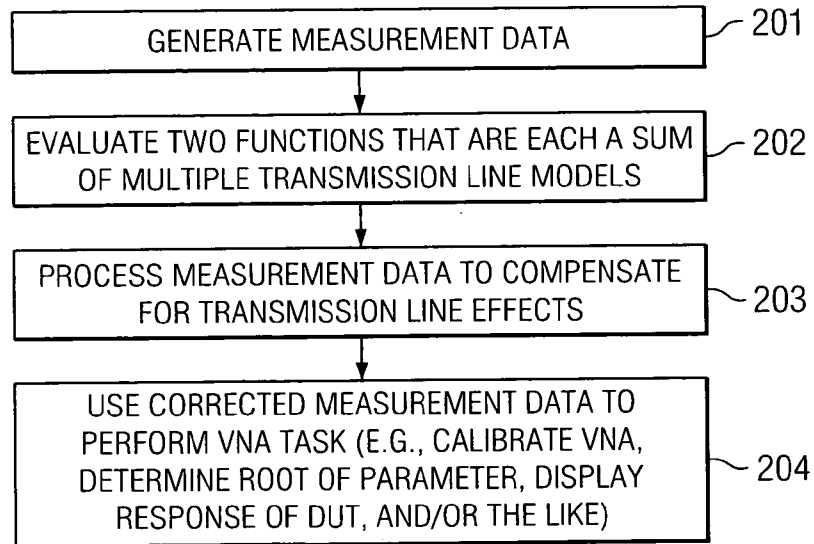 GENERATE MEASUREMENT DATA
201
EVALUATE TWO FUNCTIONS THAT ARE EACH A SUM
OF MULTIPLE TRANSMISSION LINE MODELS
202
PROCESS MEASUREMENT DATA TO COMPENSATE
FOR TRANSMISSION LINE EFFECTS
203
USE CORRECTED MEASUREMENT DATA TO
PERFORM VNA TASK (E.G., CALIBRATE VNA,
DETERMINE ROOT OF PARAMETER, DISPLAY
RESPONSE OF DUT, AND/OR THE LIKE)
204